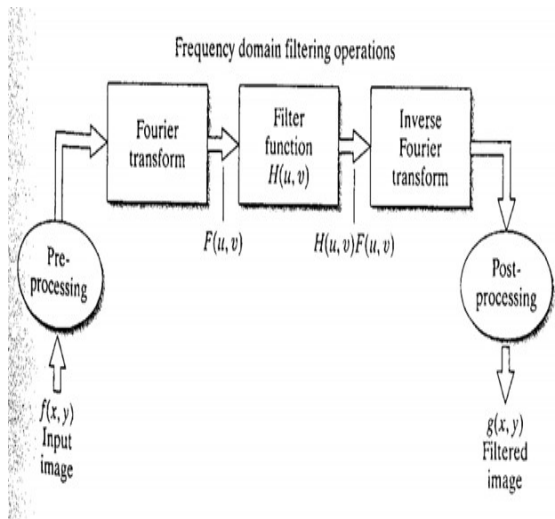 Frequency domain filtering operations
Fourier
transform
Filter
function
H(u, v)
Inverse
Fourier
transform
F(u, v)
H(u, v)F(u, v)
Pre-
processing
Post-
processing
f(x, y)
Input
image
g(x, y)
Filtered
image